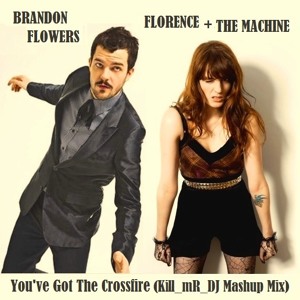 BRANDON
FLOWERS
FLORENCE + THE MACHINE
You've Got The Crossfire (Kill_mR_DJ Mashup Mix)